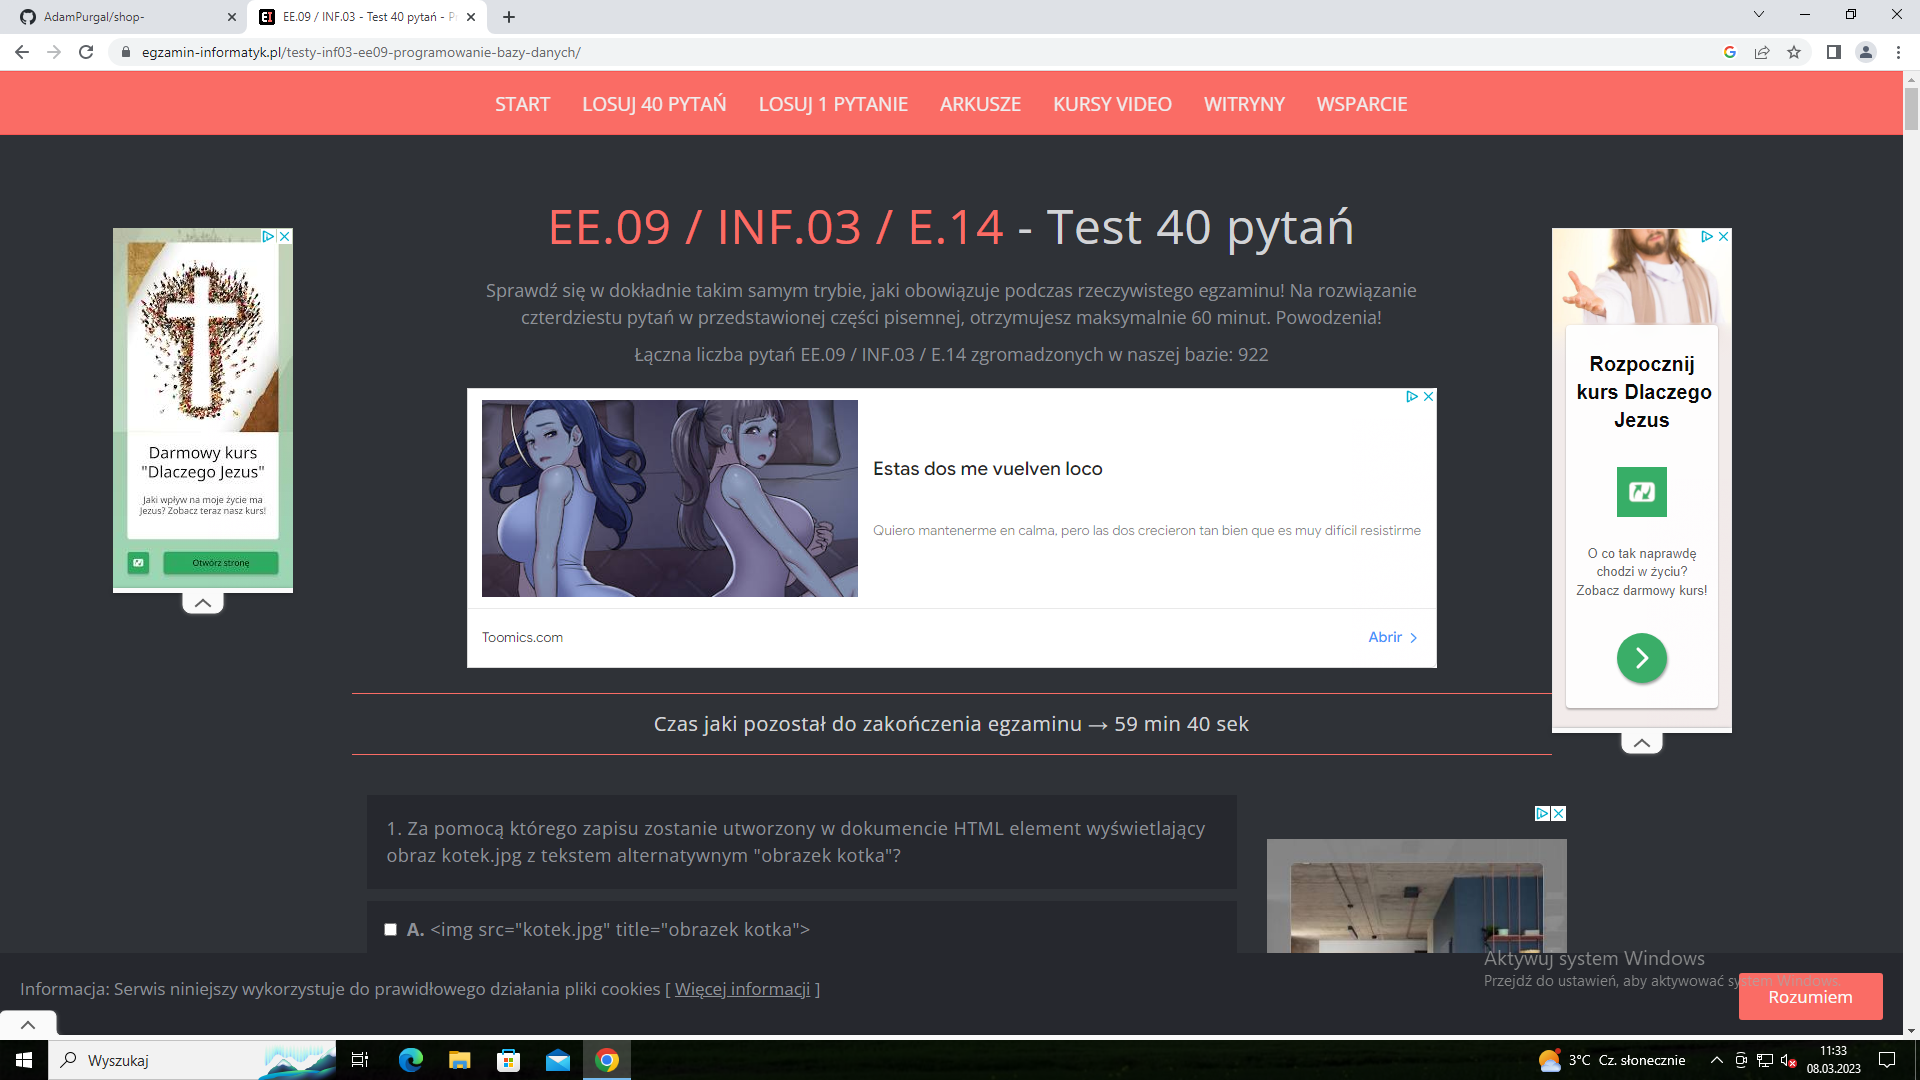 AdamPurgal/shop-
EE.09 / INF.03 - Test 40 pytań - P
egzamin-informatyk.pl/testy-inf03-ee09-programowanie-bazy-danych/
START LOSUJ 40 PYTAŃ LOSUJ 1 PYTANIE ARKUSZE KURSY VIDEO WITRYNY WSPARCIE
EE.09 / INF.03 / E.14 - Test 40 pytań
Sprawdź się w dokładnie takim samym trybie, jaki obowiązuje podczas rzeczywistego egzaminu! Na rozwiązanie
czterdziestu pytań w przedstawionej części pisemnej, otrzymujesz maksymalnie 60 minut. Powodzenia!
Łączna liczba pytań EE.09 / INF.03 / E.14 zgromadzonych w naszej bazie: 922
Darmowy kurs
"Dlaczego Jezus"
Jaki wpływ na moje życie ma
Jezus? Zobacz teraz nasz kurs!
Otwórz stronę
Estas dos me vuelven loco
Quiero mantenerme en calma, pero las dos crecieron tan bien que es muy difícil resistirme
Toomics.com
Abrir
Rozpocznij
kurs Dlaczego
Jezus
O co tak naprawdę
chodzi w życiu?
Zobacz darmowy kurs!
Czas jaki pozostał do zakończenia egzaminu → 59 min 40 sek
1. Za pomocą którego zapisu zostanie utworzony w dokumencie HTML element wyświetlający
obraz kotek.jpg z tekstem alternatywnym "obrazek kotka"?
A. <img src="kotek.jpg" title="obrazek kotka">
Aktywuj system Windows
Przejdź do ustawień, aby aktywować system Windows.
Informacja: Serwis niniejszy wykorzystuje do prawidłowego działania pliki cookies [ Więcej informacji ]
Rozumiem
Wyszukaj
3°C Cz. słonecznie
11:33
08.03.2023